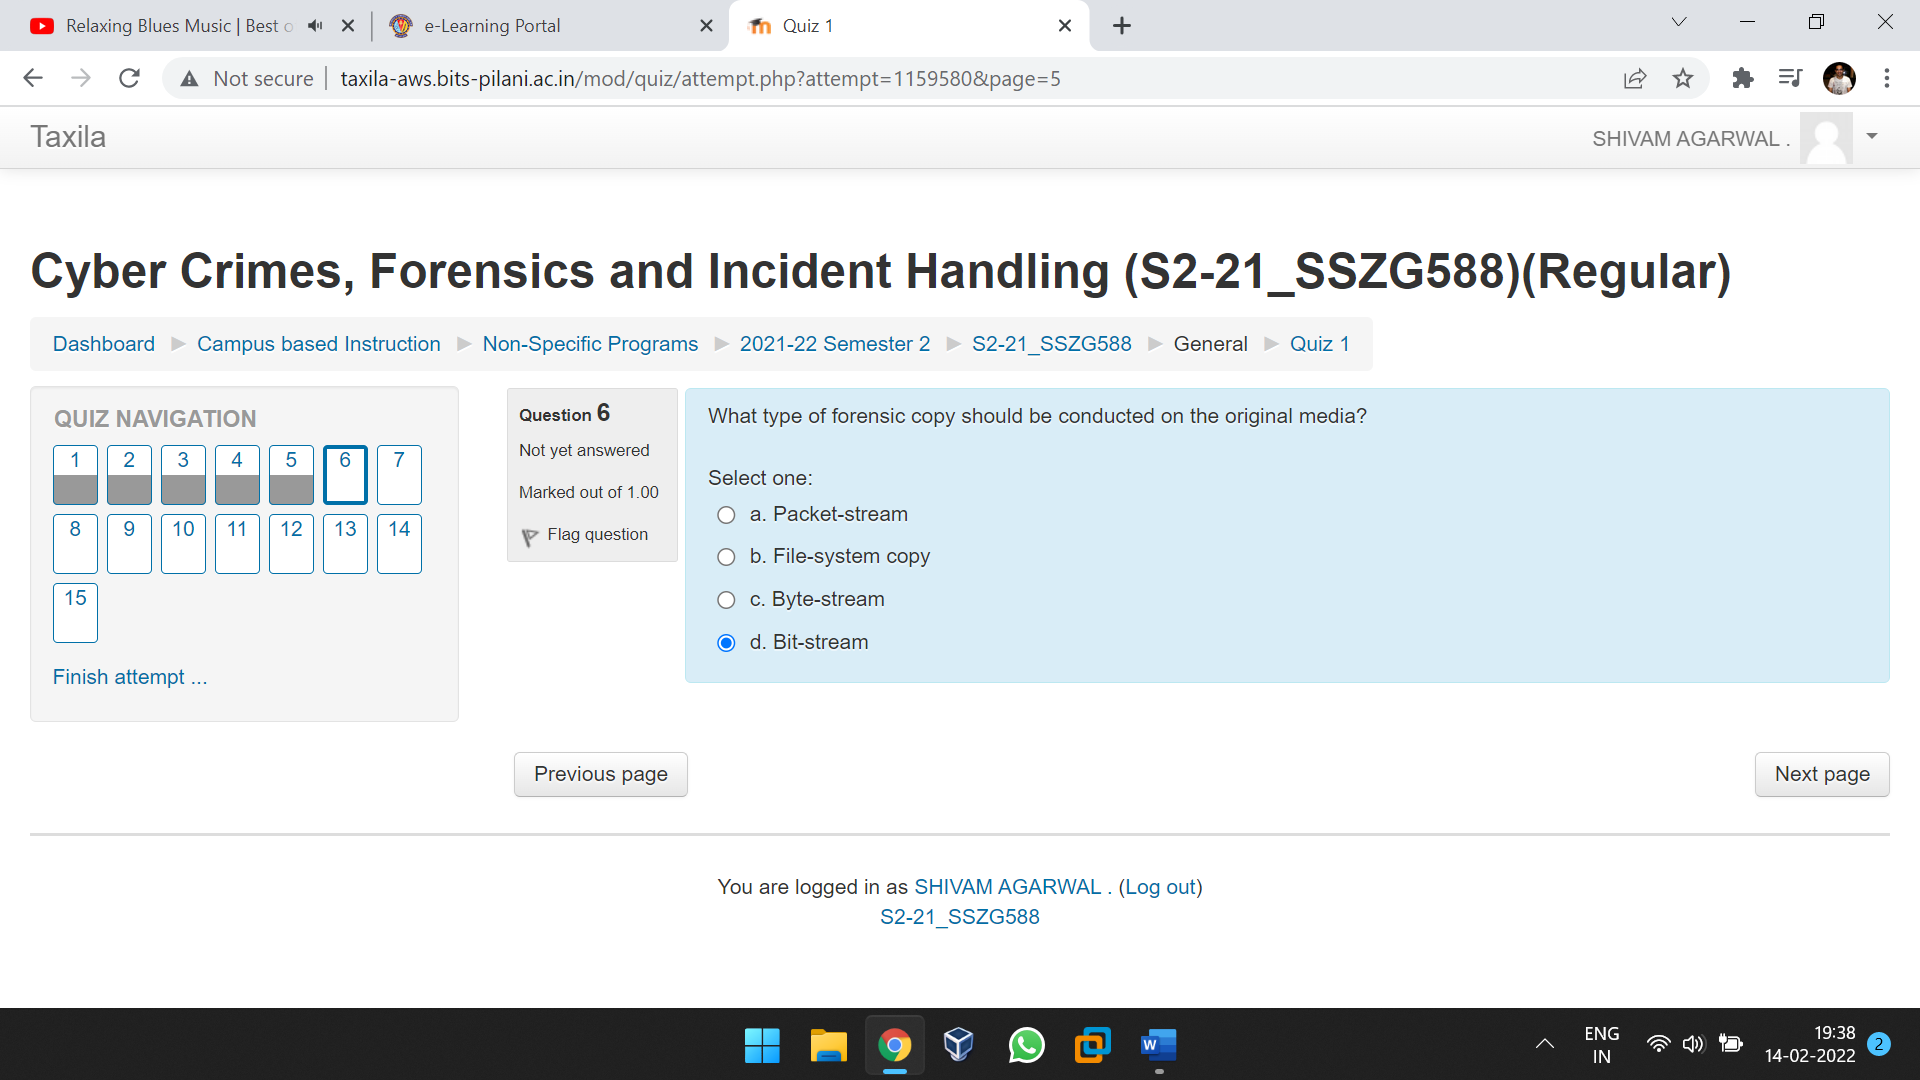 Relaxing Blues Music | Best o
e-Learning Portal
Quiz 1
Not secure
taxila-aws.bits-pilani.ac.in/mod/quiz/attempt.php?attempt=1159580&page=5
Taxila
SHIVAM AGARWAL .
Cyber Crimes, Forensics and Incident Handling (S2-21_SSZG588)(Regular)
Dashboard ▶ Campus based Instruction ▶ Non-Specific Programs ▶ 2021-22 Semester 2 ▶ S2-21_SSZG588 ▶ General ▶ Quiz 1
QUIZ NAVIGATION
1 2 3 4 5 6 7
8 9 10 11 12 13 14
15
Finish attempt ...
Question 6
Not yet answered
Marked out of 1.00
Flag question
What type of forensic copy should be conducted on the original media?
Select one:
a. Packet-stream
b. File-system copy
c. Byte-stream
d. Bit-stream
Previous page
Next page
You are logged in as SHIVAM AGARWAL . (Log out)
S2-21_SSZG588
W
ENG
IN
19:38
14-02-2022
2